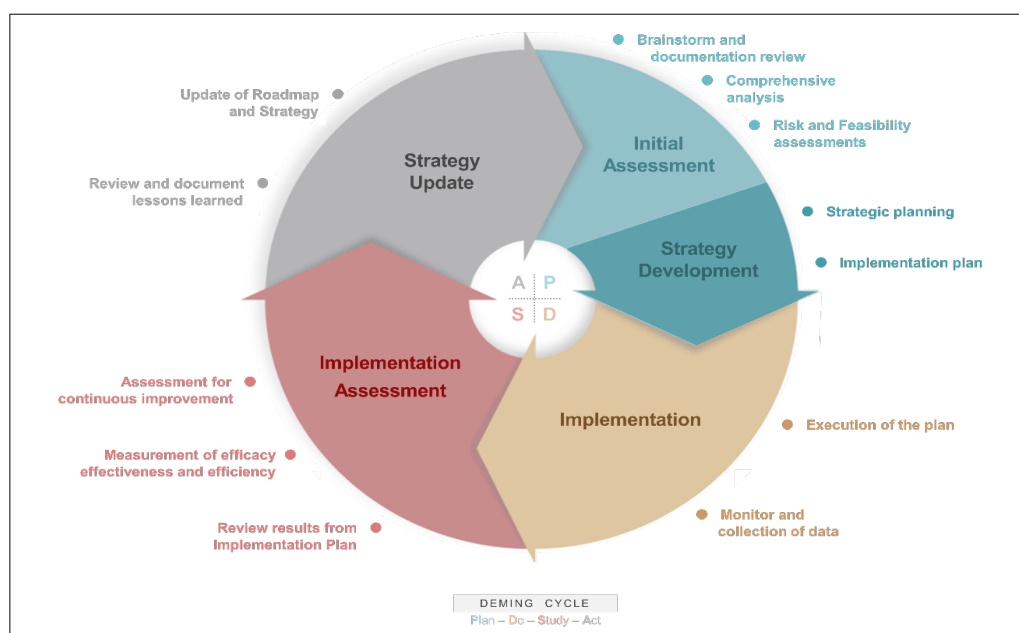 Brainstorm and
documentation review
Comprehensive
analysis
Risk and Feasibility
assessments
Initial
Assessment
Strategic planning
Implementation plan
Strategy
Development
Implementation
Execution of the plan
Monitor and
collection of data
Implementation
Assessment
Review results from
Implementation Plan
Measurement of efficacy
effectiveness and efficiency
Assessment for
continuous improvement
Strategy
Update
Review and document
lessons learned
Update of Roadmap
and Strategy
A P
S D
DEMING CYCLE
Plan – Do – Study – Act